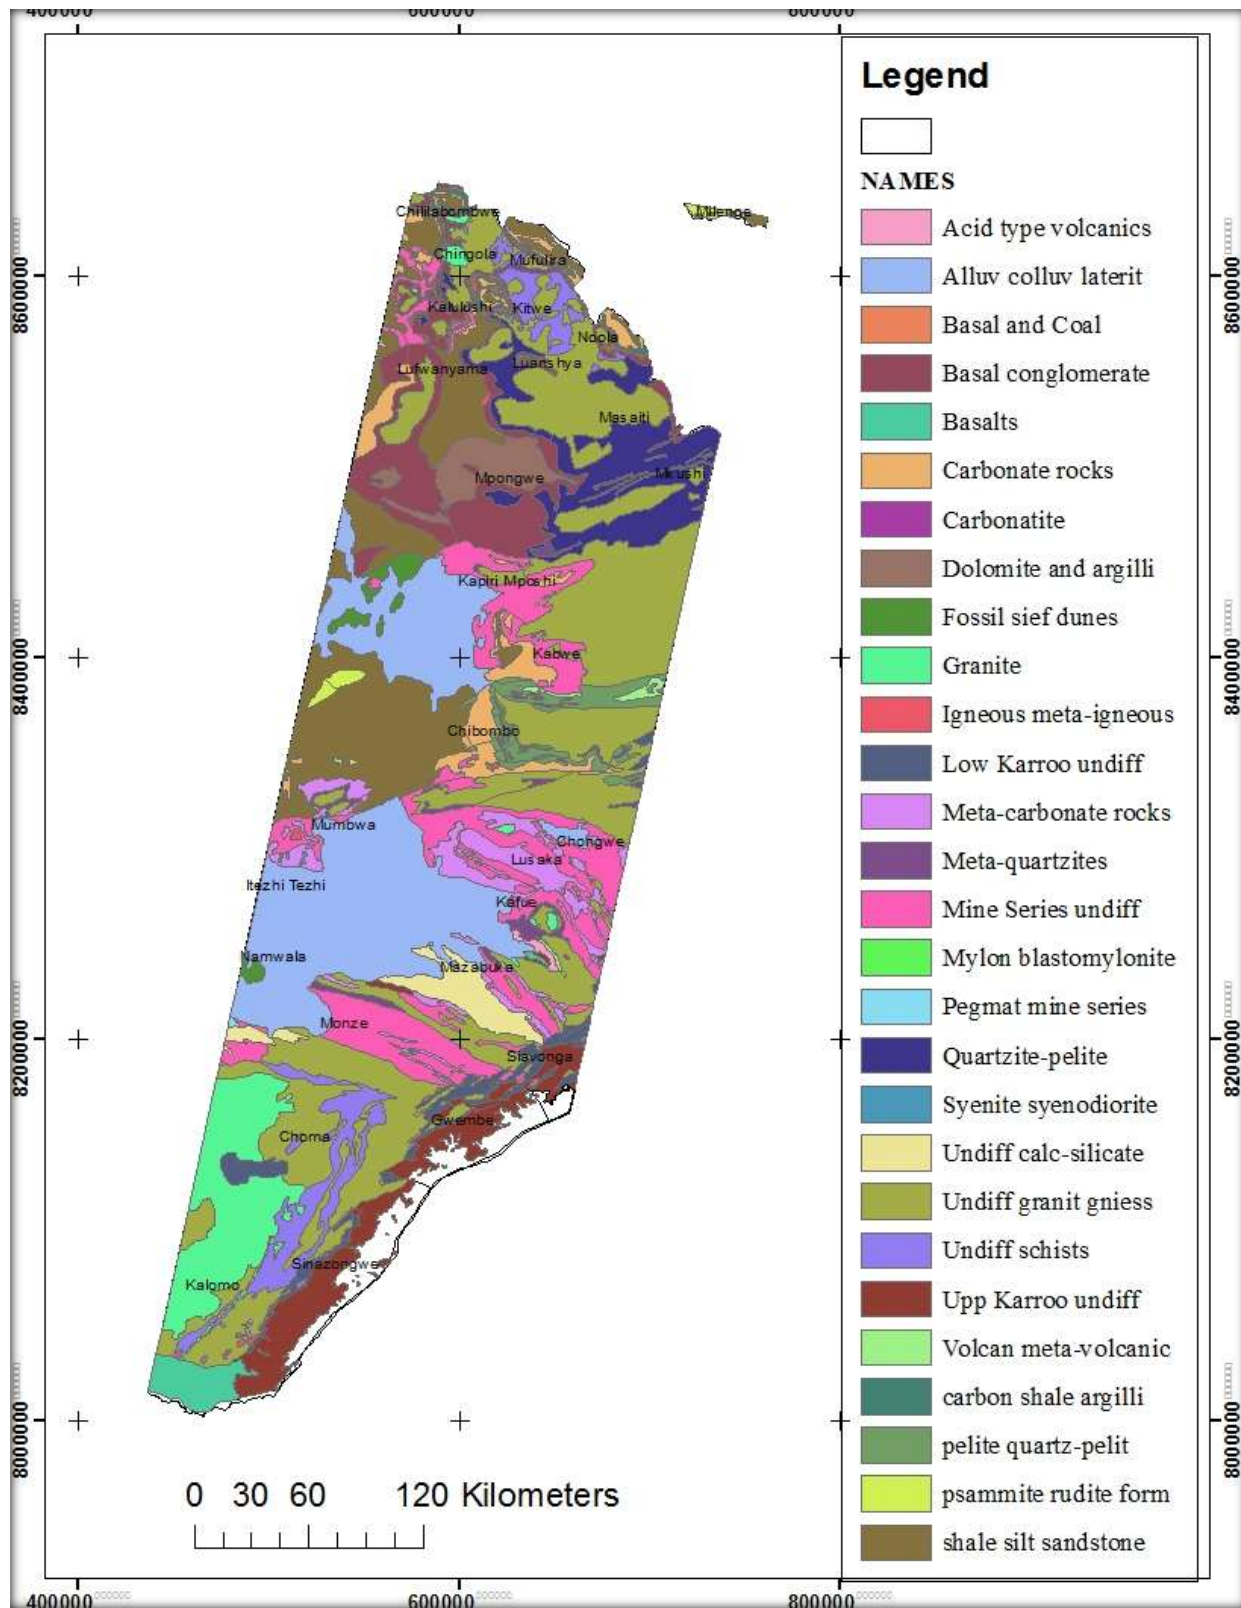 400000 600000 800000
Legend
NAMES
Acid type volcanics
Alluv colluv laterit
Basal and Coal
Basal conglomerate
Basalts
Carbonate rocks
Carbonatite
Dolomite and argilli
Fossil sief dunes
Granite
Igneous meta-igneous
Low Karroo undiff
Meta-carbonate rocks
Meta-quartzites
Mine Series undiff
Mylon blastomylonite
Pegmat mine series
Quartzite-pelite
Syenite syenodiorite
Undiff calc-silicate
Undiff granit gniess
Undiff schists
Upp Karroo undiff
Volcan meta-volcanic
carbon shale argilli
pelite quartz-pelit
psammite rudite form
shale silt sandstone
Chililabombwe
Milenge
Chingola
Mufulira
Kalulushi
Kitwe
Ndola
Lufwanyama
Luanshya
Masaiti
Mpongwe
Mkushi
Kapiri Mposhi
Kabwe
Chibombo
Mumbwa
Chongwe
Lusaka
Itezhi Tezhi
Kafue
Namwala
Mazabuka
Monze
Siavonga
Gwembe
Choma
Sinazongwe
Kalomo
8600000 8600000
8400000 8400000
8200000 8200000
8000000 8000000
0 30 60 120 Kilometers
400000 600000 800000